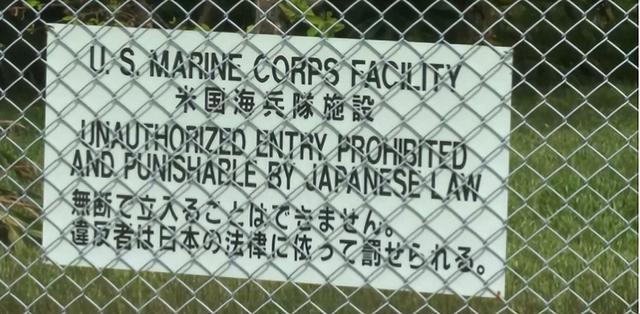 U. S. MARINE CORPS FACILITY
米国海兵隊施設
UNAUTHORIZED ENTRY PROHIBITED
AND PUNISHABLE BY JAPANESE LAW
無断で立入ることはできません。
違反者は日本の法律に依って罰せられる。